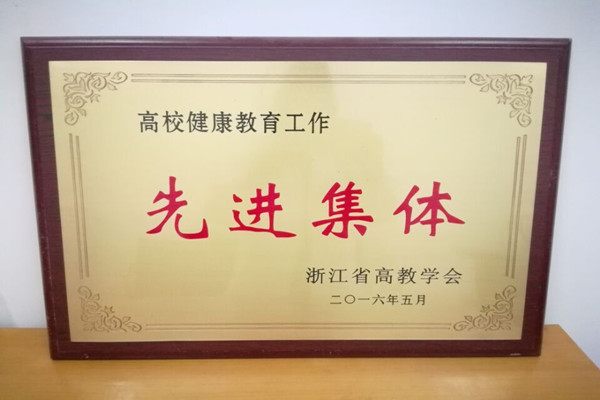 高校健康教育工作
先进集体
浙江省高教学会
二〇一六年五月